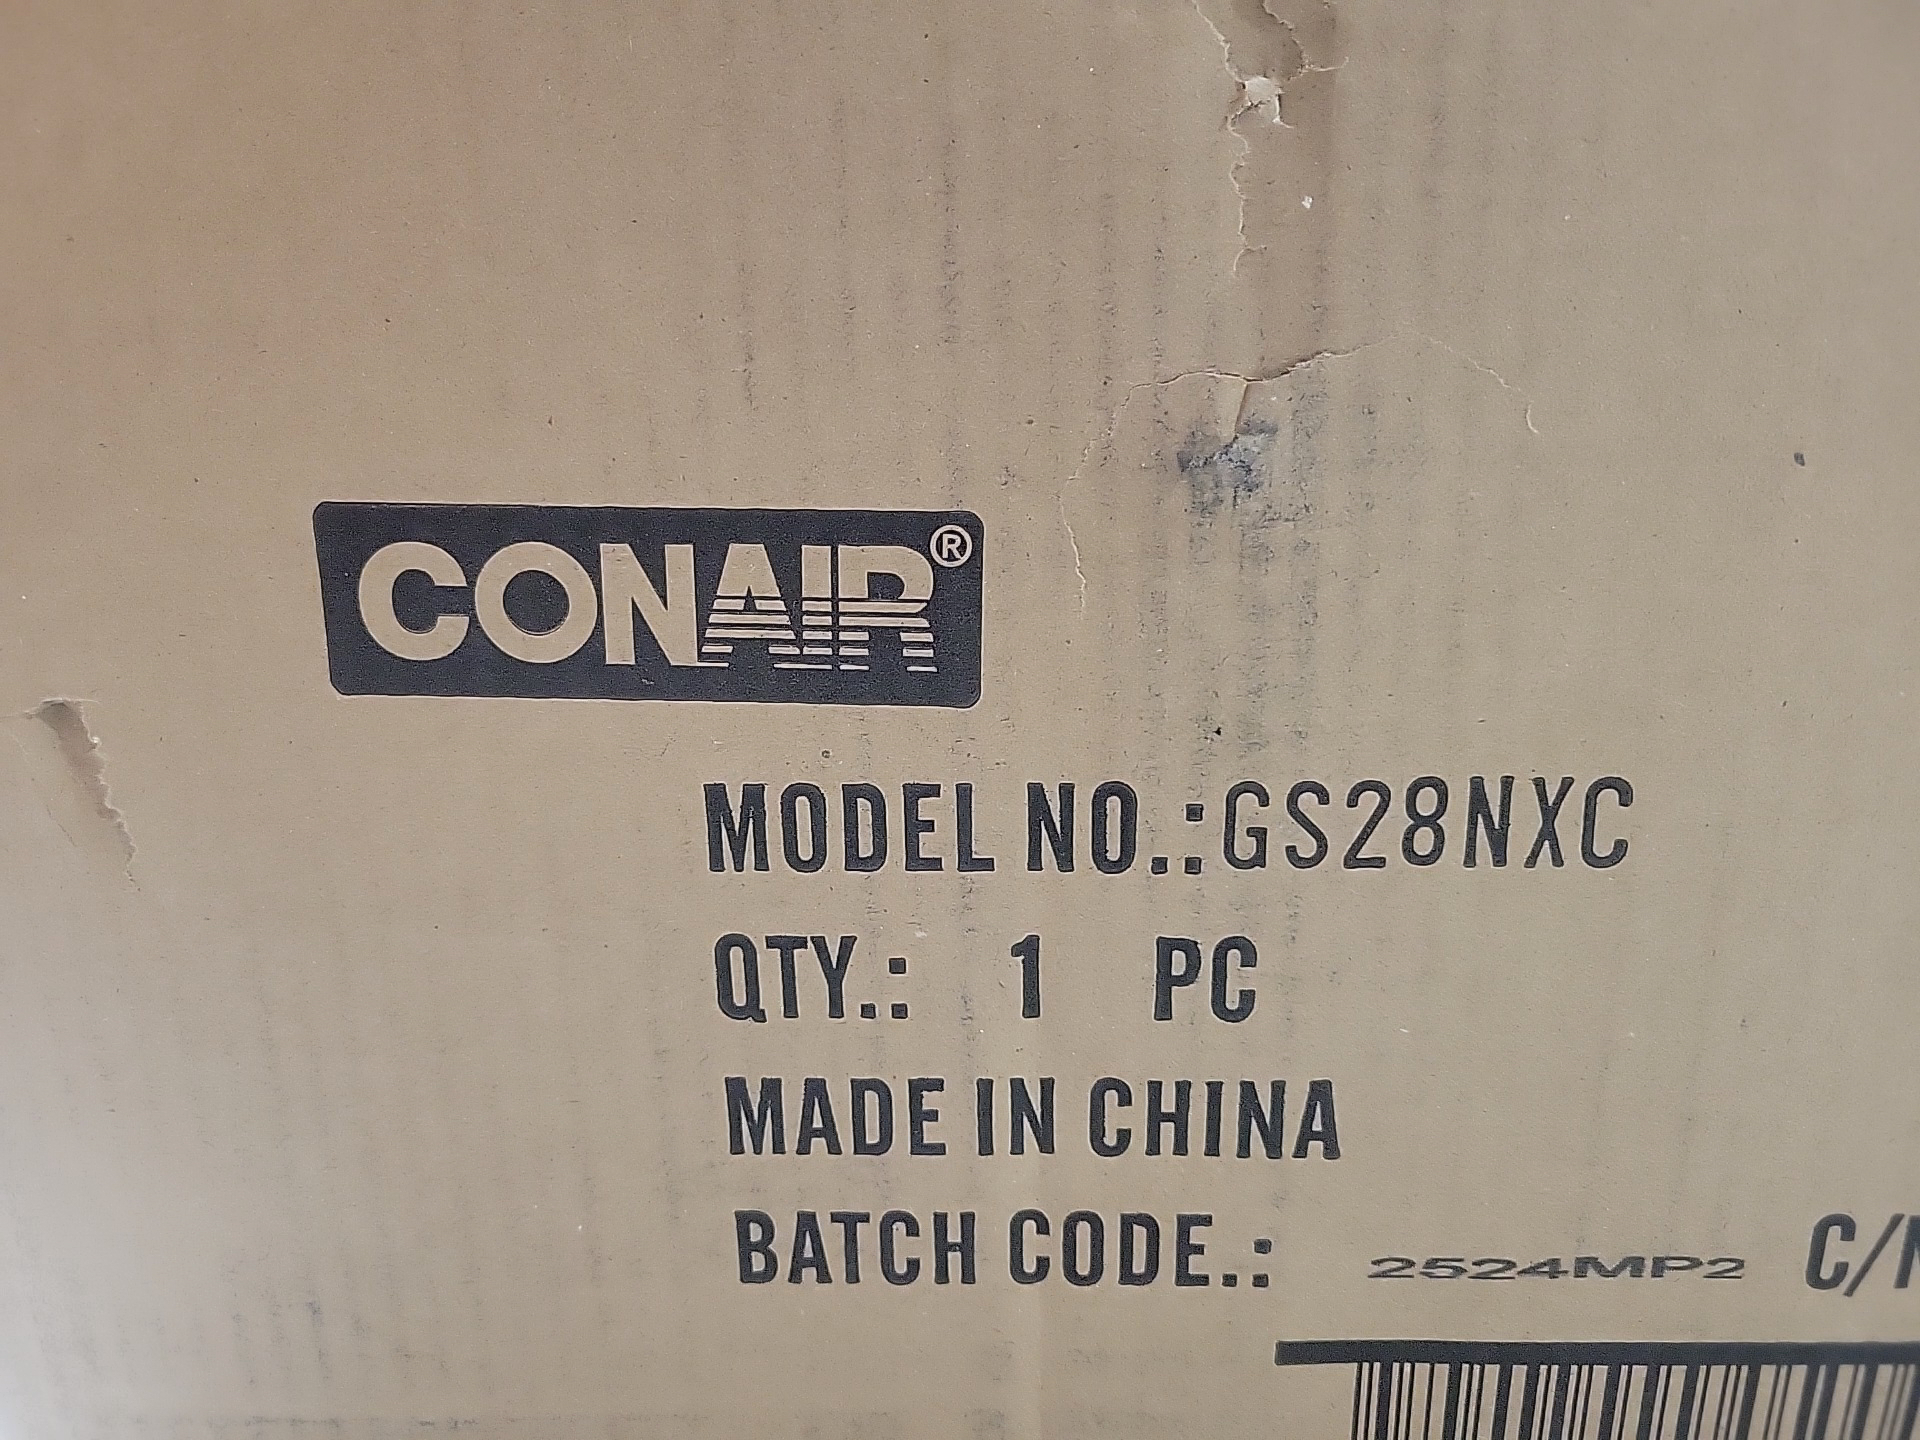 CONAIR®
MODEL NO.:GS28NXC
QTY.: 1 PC
MADE IN CHINA
BATCH CODE.: 2524MP2 C/